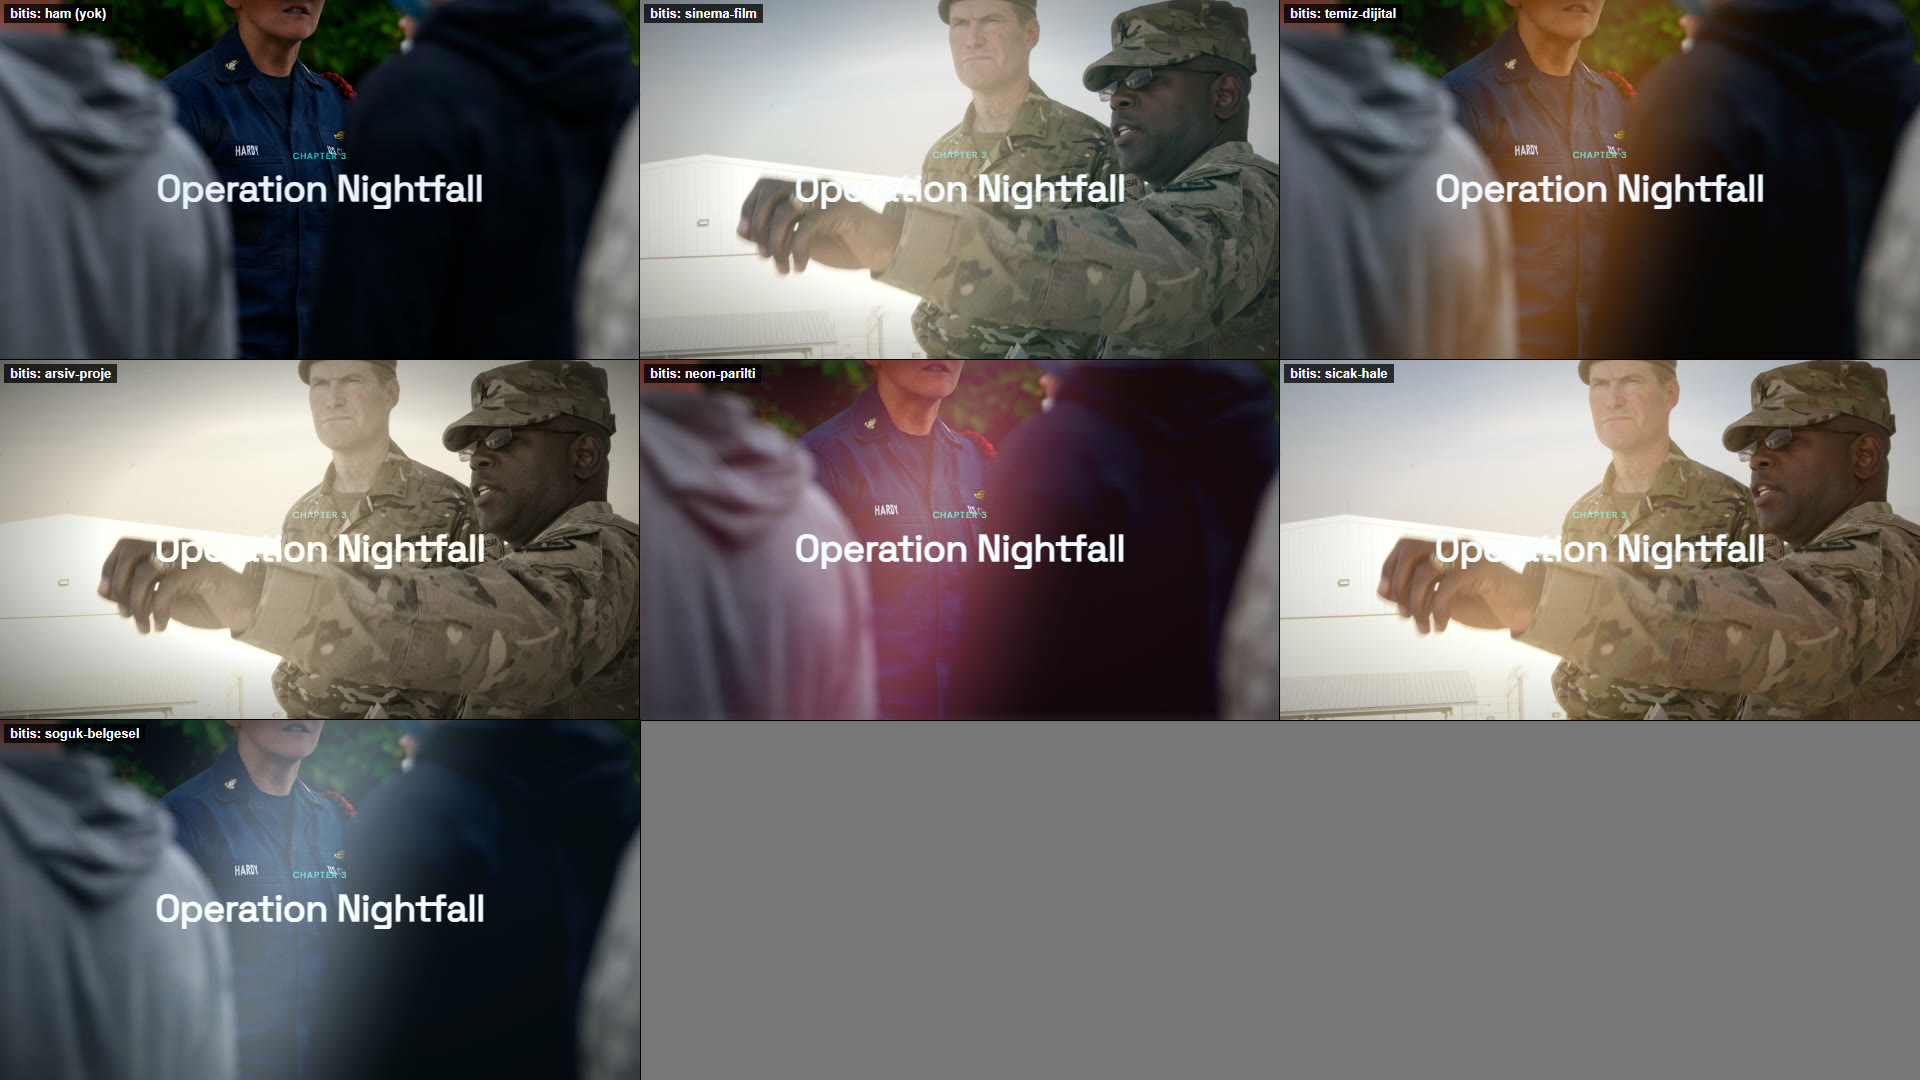 bitis: ham (yok)
HARDY
CHAPTER 3
Operation Nightfall
bitis: sinema-film
CHAPTER 3
Operation Nightfall
bitis: temiz-dijital
HARDY
CHAPTER 3
Operation Nightfall
bitis: arsiv-proje
CHAPTER 3
Operation Nightfall
bitis: neon-parilti
HARDY
CHAPTER 3
Operation Nightfall
bitis: sicak-hale
CHAPTER 3
Operation Nightfall
bitis: soguk-belgesel
HARDY
CHAPTER 3
Operation Nightfall